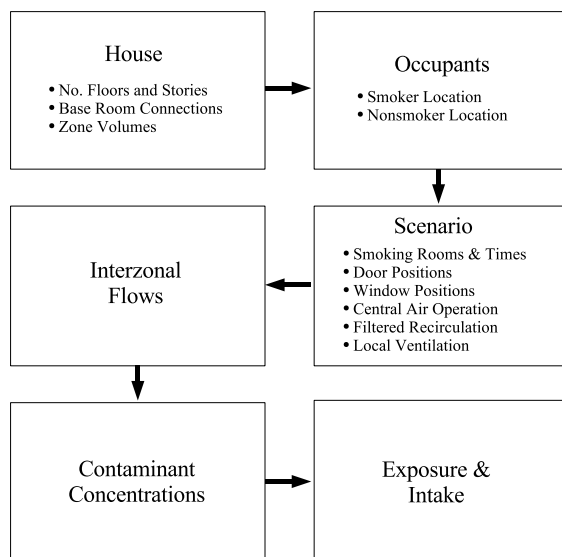 House
• No. Floors and Stories
• Base Room Connections
• Zone Volumes
Occupants
• Smoker Location
• Nonsmoker Location
Scenario
• Smoking Rooms & Times
• Door Positions
• Window Positions
• Central Air Operation
• Filtered Recirculation
• Local Ventilation
Interzonal
Flows
Contaminant
Concentrations
Exposure &
Intake